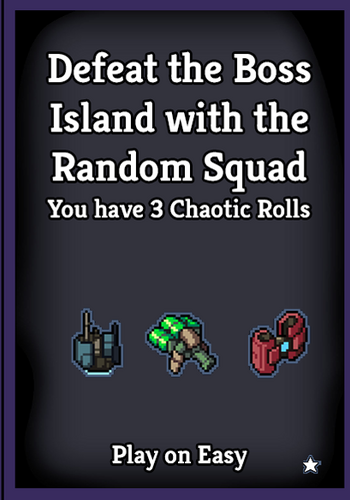 Defeat the Boss
Island with the
Random Squad
You have 3 Chaotic Rolls
Play on Easy